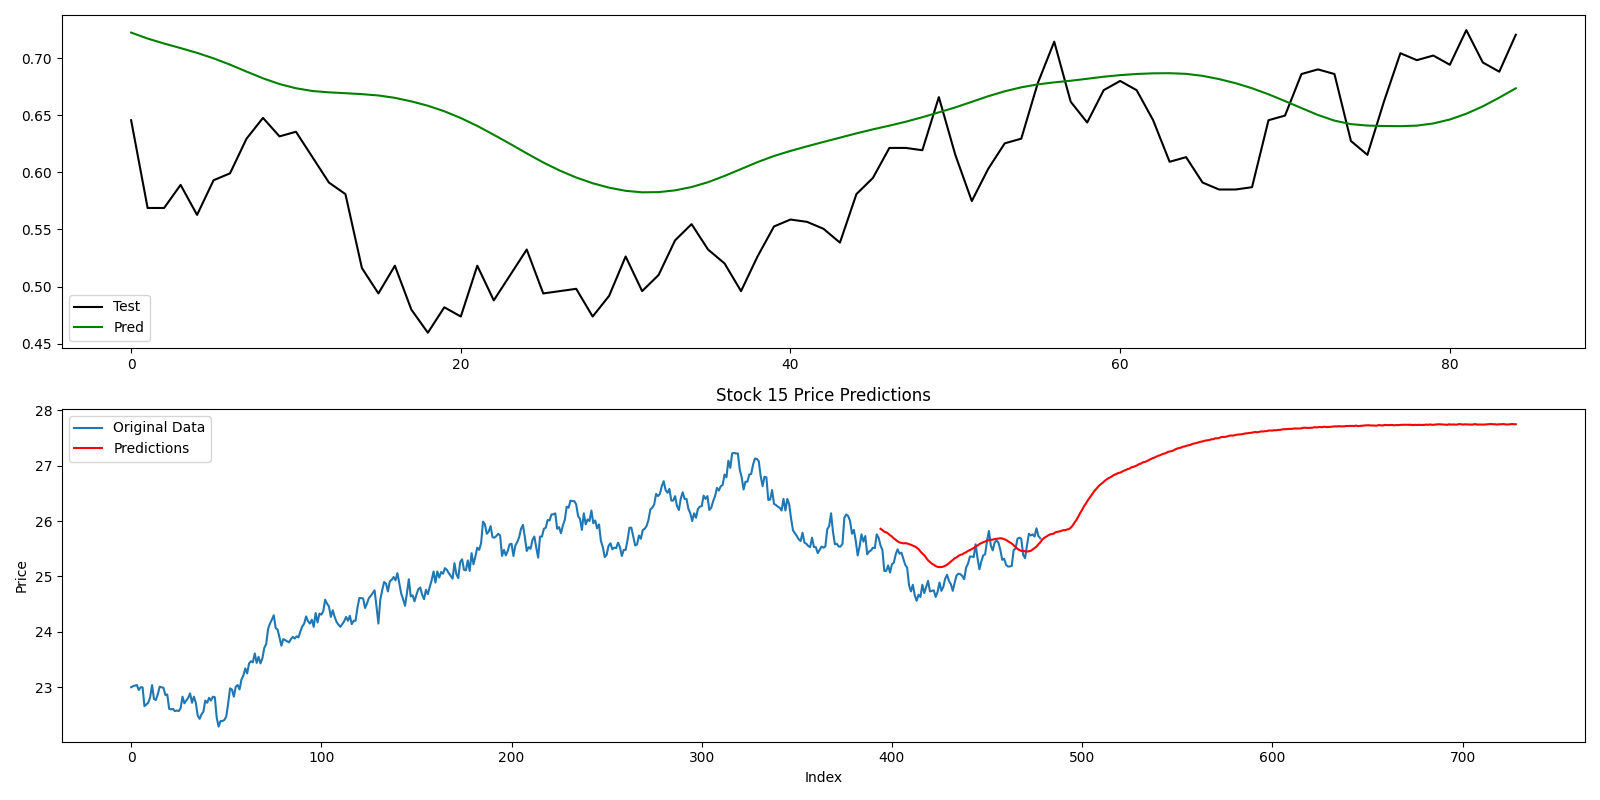 0.70
0.65
0.60
0.55
0.50
0.45
Test
Pred
0 20 40 60 80
Stock 15 Price Predictions
28
27
26
25
24
23
Price
Original Data
Predictions
0 100 200 300 400 500 600 700
Index